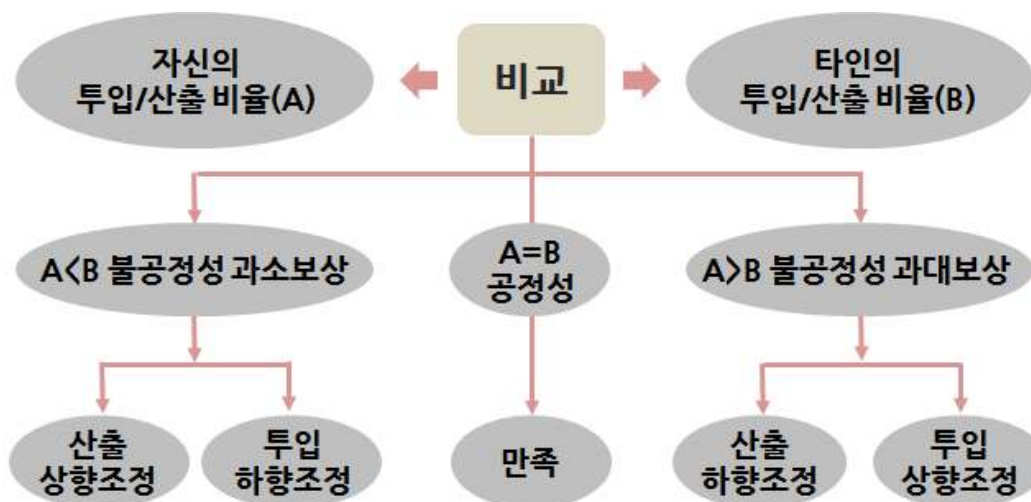 자신의
투입/산출 비율(A)
비교
타인의
투입/산출 비율(B)
A<B 불공정성 과소보상
A=B
공정성
A>B 불공정성 과대보상
산출
상향조정
투입
하향조정
만족
산출
하향조정
투입
상향조정